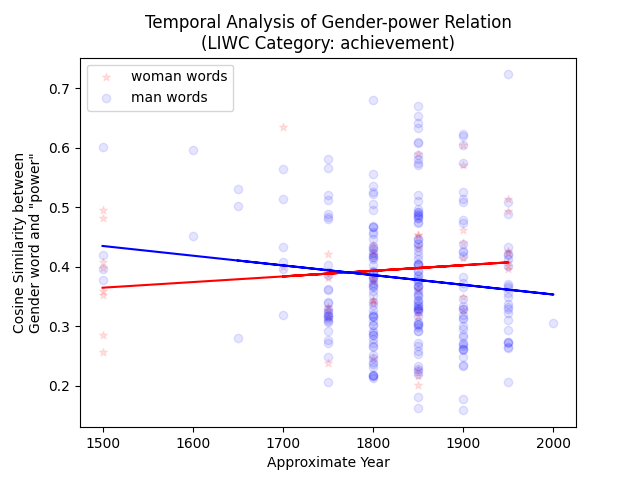 Temporal Analysis of Gender-power Relation
(LIWC Category: achievement)
woman words
man words
0.7
0.6
0.5
0.4
0.3
0.2
Cosine Similarity between
Gender word and "power"
1500
1600
1700
1800
1900
2000
Approximate Year